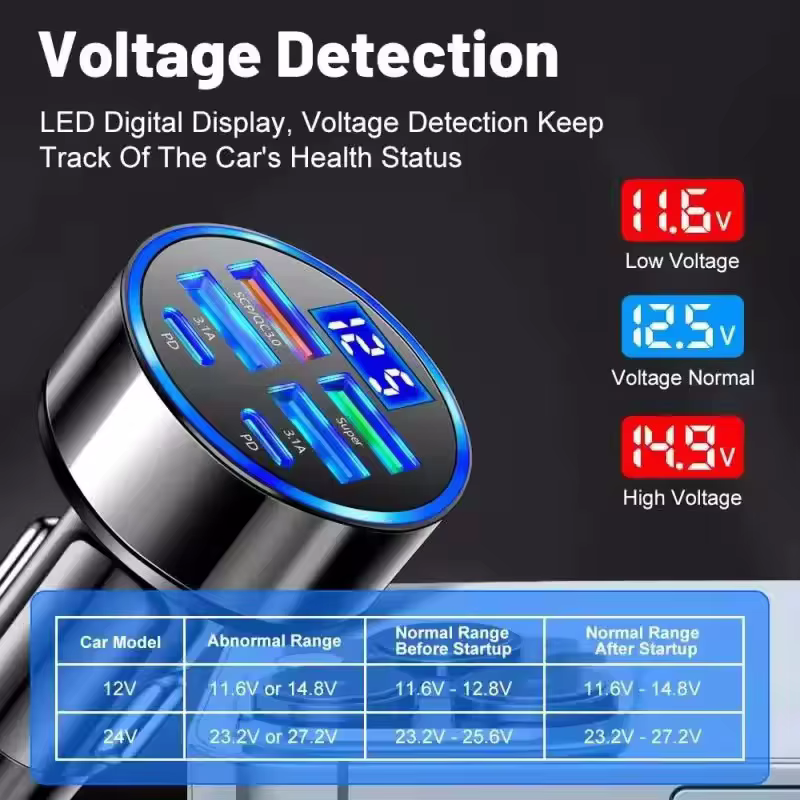 Voltage Detection
LED Digital Display, Voltage Detection Keep
Track Of The Car's Health Status
11.6V
Low Voltage
12.5V
Voltage Normal
14.9V
High Voltage
SCP/QC3.0
3.1A
PD
12.5
Super
3.1A
PD
Car Model Abnormal Range Normal Range Before Startup Normal Range After Startup
12V 11.6V or 14.8V 11.6V - 12.8V 11.6V - 14.8V
24V 23.2V or 27.2V 23.2V - 25.6V 23.2V - 27.2V